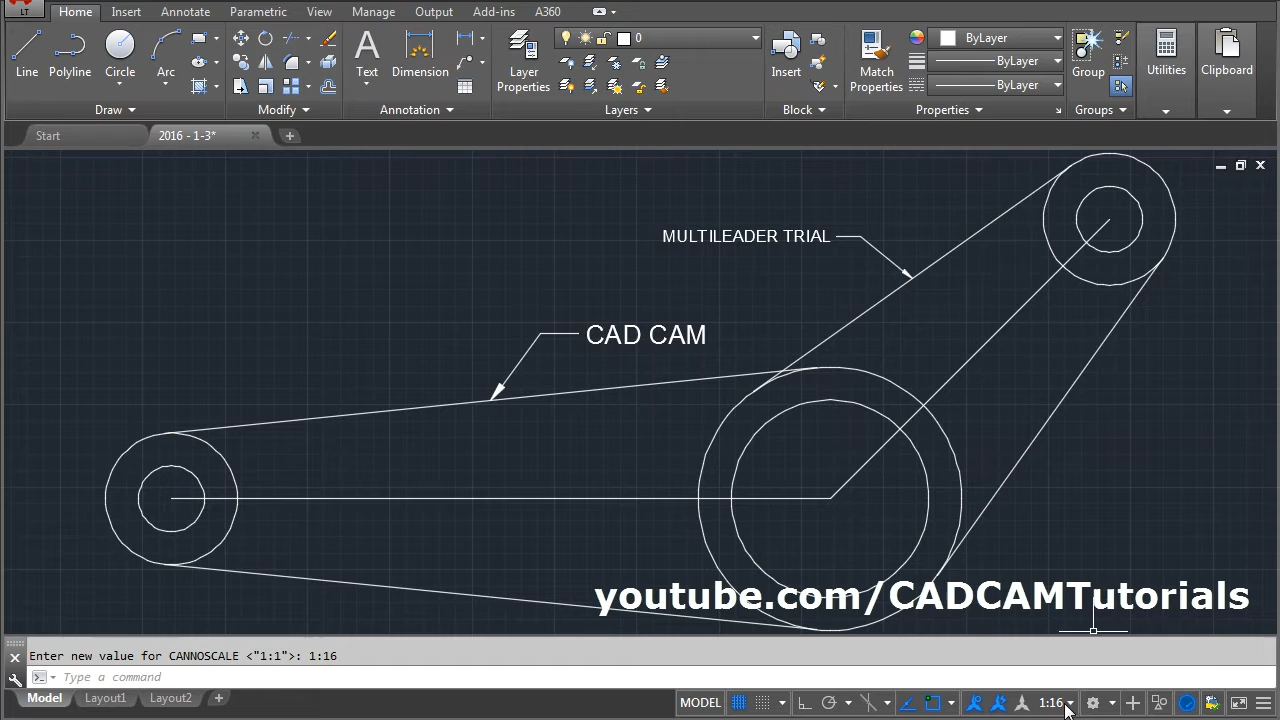 LT
Home Insert Annotate Parametric View Manage Output Add-ins A360
Line Polyline Circle Arc Text Dimension Layer Properties 0 Insert Match Properties ByLayer ByLayer ByLayer Group Utilities Clipboard
Draw Modify Annotation Layers Block Properties Groups
Start 2016 - 1-3*
MULTILEADER TRIAL
CAD CAM
youtube.com/CADCAMTutorials
Enter new value for CANNOSCALE <"1:1">: 1:16
Type a command
Model Layout1 Layout2 MODEL 1:16